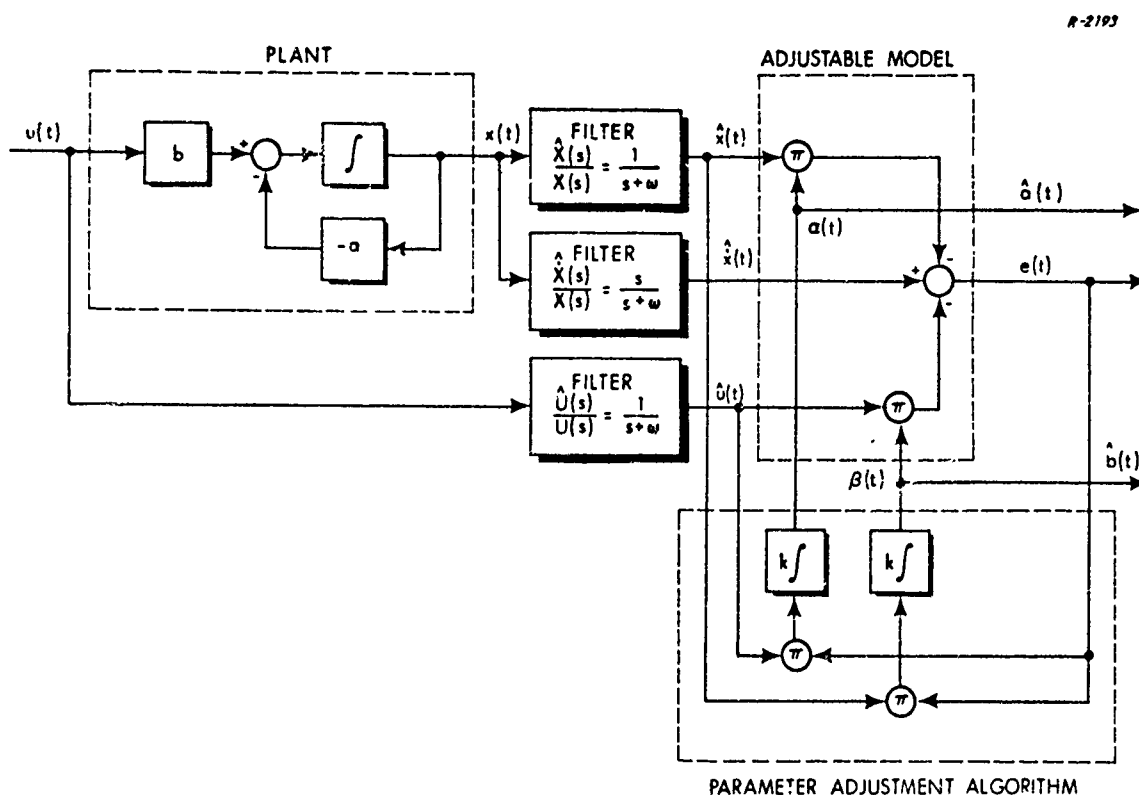 R-2193
PLANT
ADJUSTABLE MODEL
u(t)
b
+
-
∫
-a
x(t)
FILTER
X̂(s)/X(s) = 1/(s+ω)
x̂(t)
π
α(t)
â(t)
FILTER
Ẋ̂(s)/X(s) = s/(s+ω)
ẋ̂(t)
+
-
-
e(t)
FILTER
Û(s)/U(s) = 1/(s+ω)
û(t)
π
β(t)
b̂(t)
k∫
k∫
π
π
PARAMETER ADJUSTMENT ALGORITHM